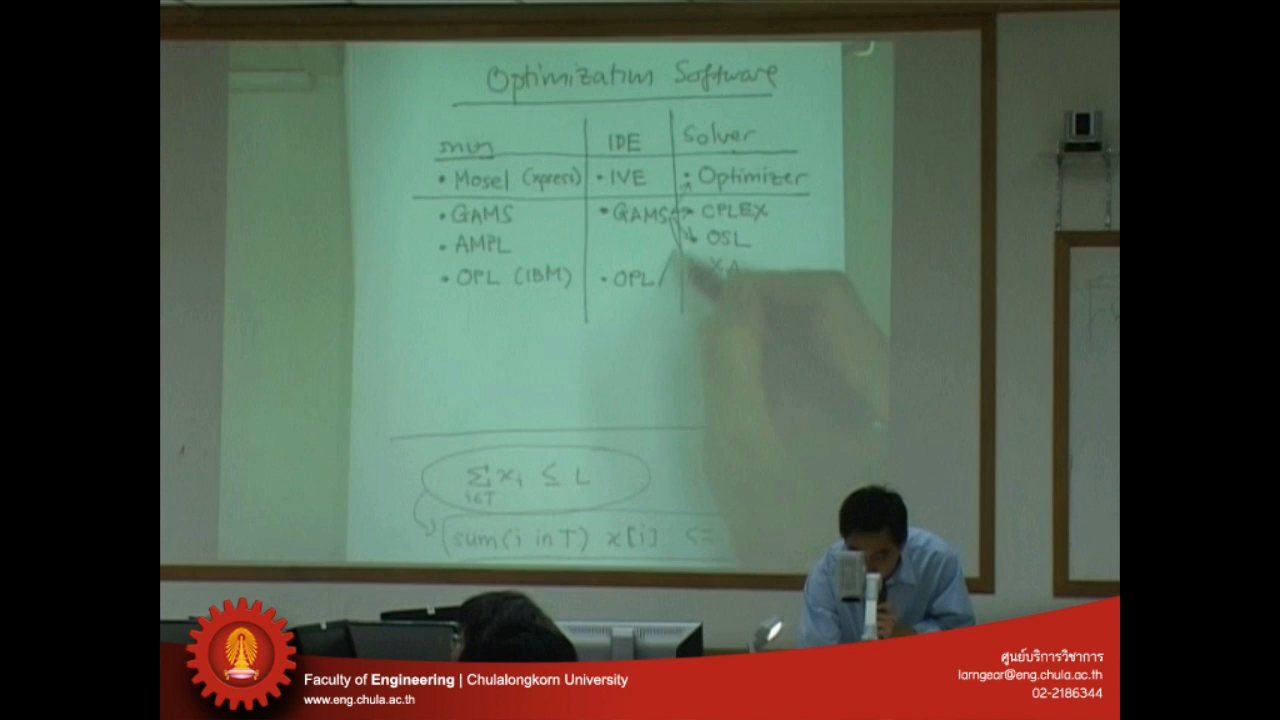 Optimization Software
ภาษา IDE Solver
• Mosel (xpress) • IVE • Optimizer
• GAMS • GAMS • CPLEX
• AMPL • OSL
• OPL (IBM) • OPL / XA
∑ xi ≤ L
i∈T
sum(i in T) x[i] <=
Faculty of Engineering | Chulalongkorn University
www.eng.chula.ac.th
ศูนย์บริการวิชาการ
larngear@eng.chula.ac.th
02-2186344